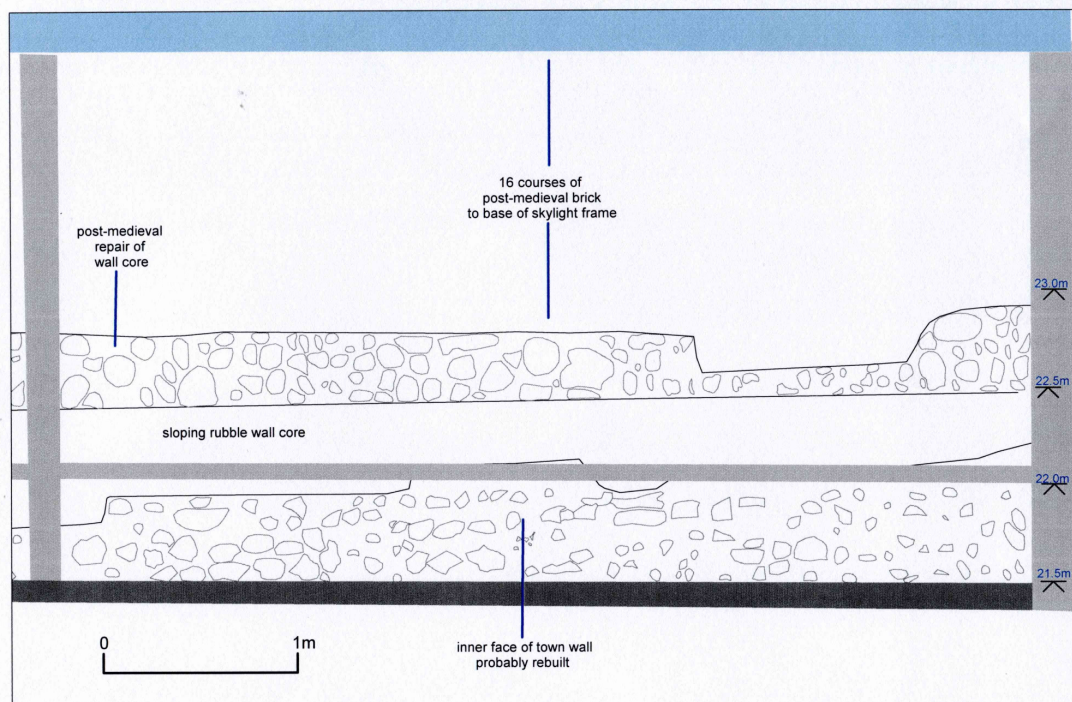 16 courses of
post-medieval brick
to base of skylight frame
post-medieval
repair of
wall core
23.0m
22.5m
sloping rubble wall core
22.0m
21.5m
0 1m
inner face of town wall
probably rebuilt